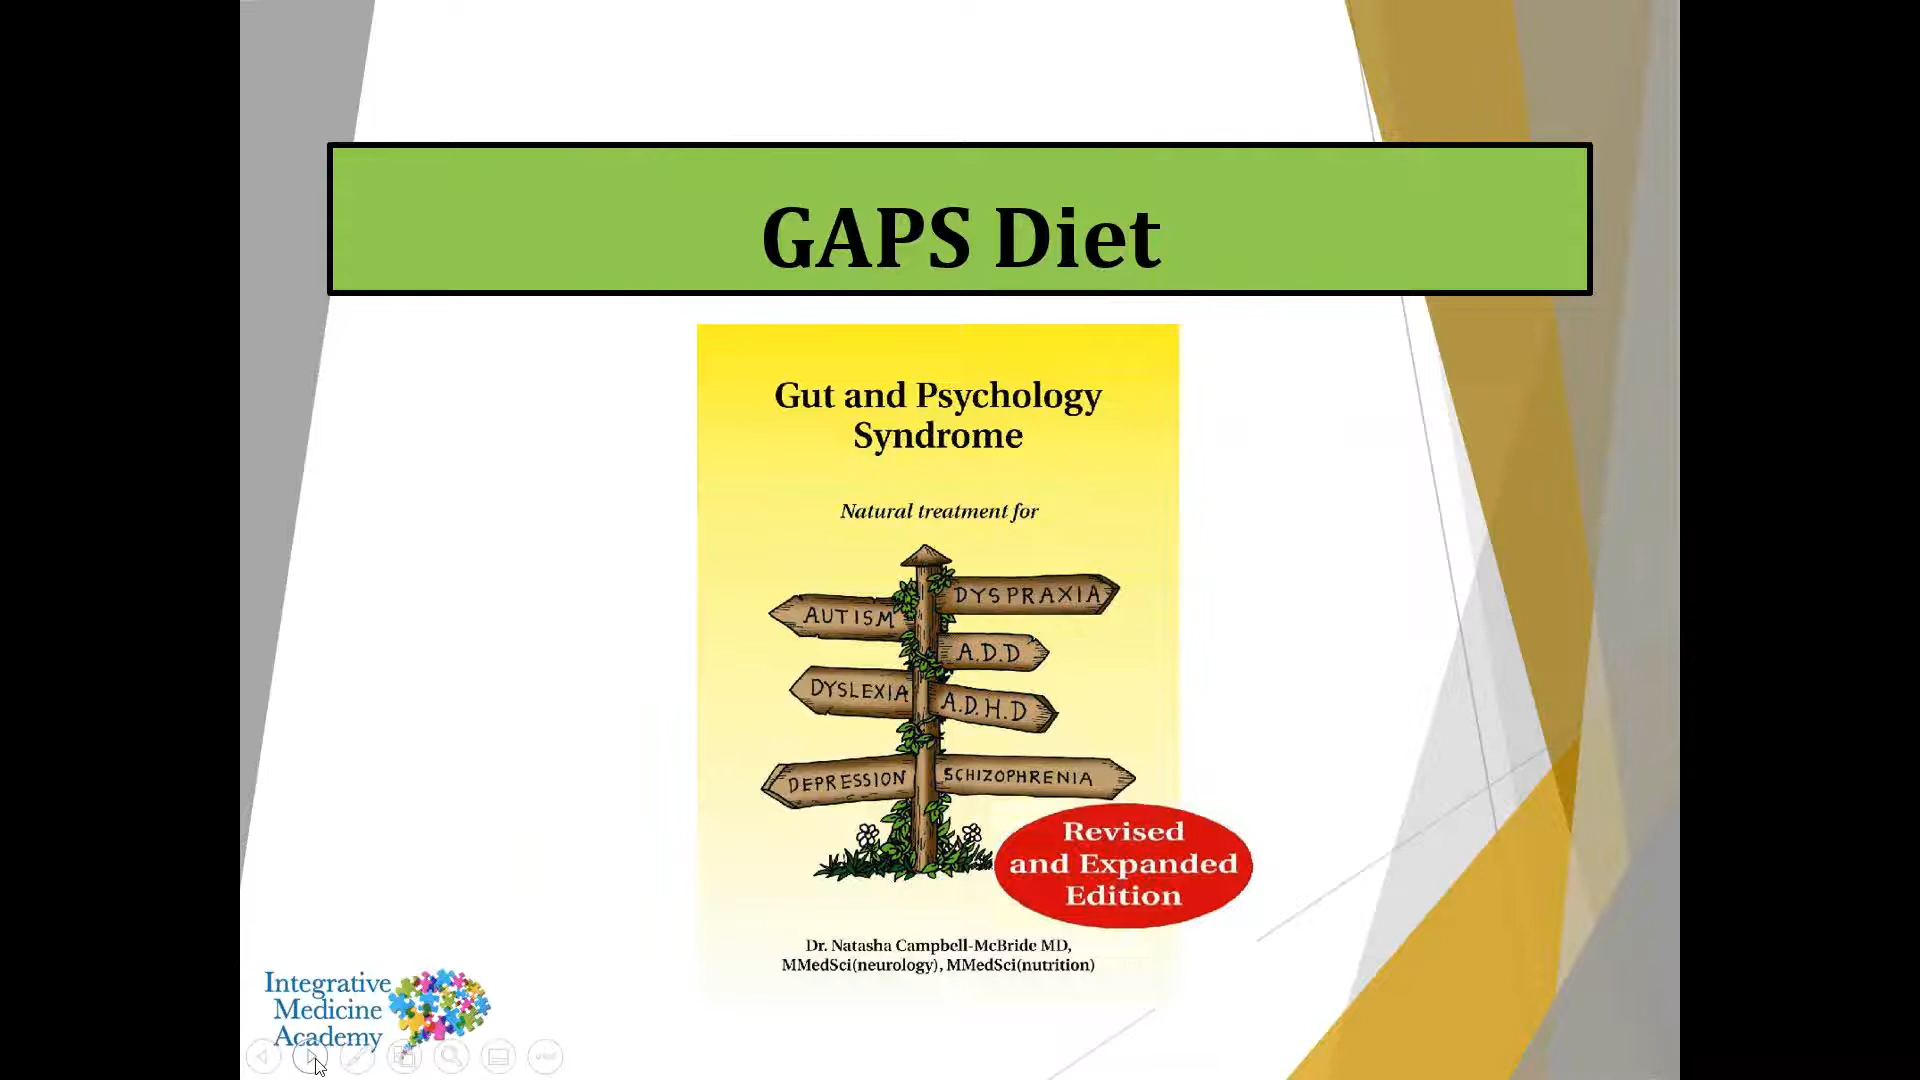 GAPS Diet
Gut and Psychology
Syndrome
Natural treatment for
DYSPRAXIA
AUTISM
A.D.D
DYSLEXIA
A.D.H.D
DEPRESSION
SCHIZOPHRENIA
Revised
and Expanded
Edition
Dr. Natasha Campbell-McBride MD,
MMedSci(neurology), MMedSci(nutrition)
Integrative
Medicine
Academy